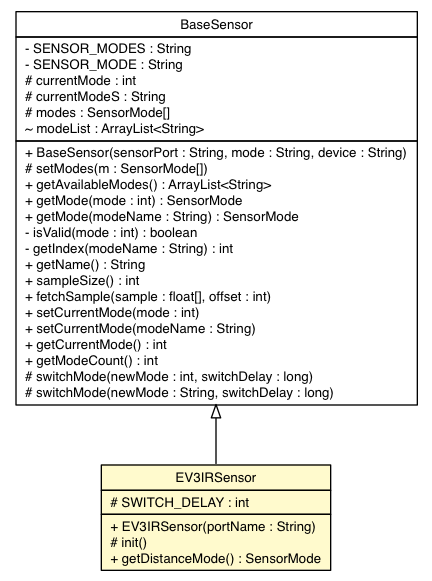 BaseSensor
- SENSOR_MODES : String
- SENSOR_MODE : String
# currentMode : int
# currentModeS : String
# modes : SensorMode[]
~ modeList : ArrayList<String>
+ BaseSensor(sensorPort : String, mode : String, device : String)
# setModes(m : SensorMode[])
+ getAvailableModes() : ArrayList<String>
+ getMode(mode : int) : SensorMode
+ getMode(modeName : String) : SensorMode
- isValid(mode : int) : boolean
- getIndex(modeName : String) : int
+ getName() : String
+ sampleSize() : int
+ fetchSample(sample : float[], offset : int)
+ setCurrentMode(mode : int)
+ setCurrentMode(modeName : String)
+ getCurrentMode() : int
+ getModeCount() : int
# switchMode(newMode : int, switchDelay : long)
# switchMode(newMode : String, switchDelay : long)
EV3IRSensor
# SWITCH_DELAY : int
+ EV3IRSensor(portName : String)
# init()
+ getDistanceMode() : SensorMode